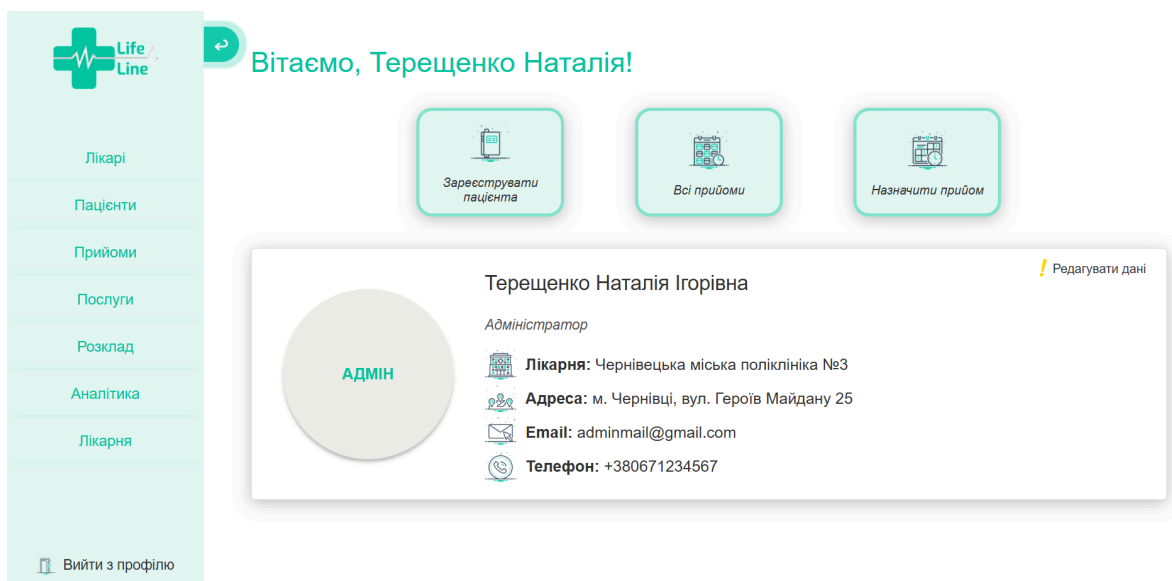 Life
Line
Вітаємо, Терещенко Наталія!
Лікарі
Пацієнти
Прийоми
Послуги
Розклад
Аналітика
Лікарня
Вийти з профілю
Зареєструвати
пацієнта
Всі прийоми
Назначити прийом
Редагувати дані
АДМІН
Терещенко Наталія Ігорівна
Адміністратор
Лікарня: Чернівецька міська поліклініка №3
Адреса: м. Чернівці, вул. Героїв Майдану 25
Email: adminmail@gmail.com
Телефон: +380671234567